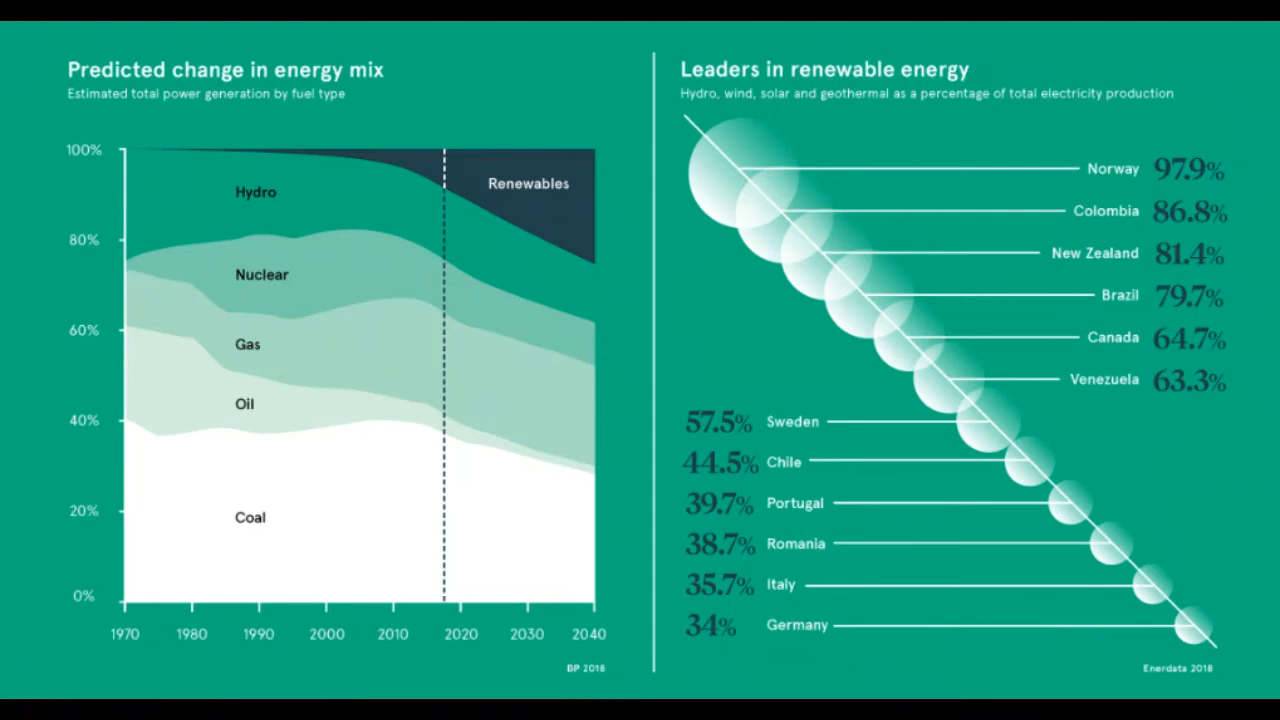 Predicted change in energy mix
Estimated total power generation by fuel type
100%
80%
60%
40%
20%
0%
Hydro
Nuclear
Gas
Oil
Coal
Renewables
1970 1980 1990 2000 2010 2020 2030 2040
BP 2018
Leaders in renewable energy
Hydro, wind, solar and geothermal as a percentage of total electricity production
Norway 97.9%
Colombia 86.8%
New Zealand 81.4%
Brazil 79.7%
Canada 64.7%
Venezuela 63.3%
57.5% Sweden
44.5% Chile
39.7% Portugal
38.7% Romania
35.7% Italy
34% Germany
Enerdata 2018